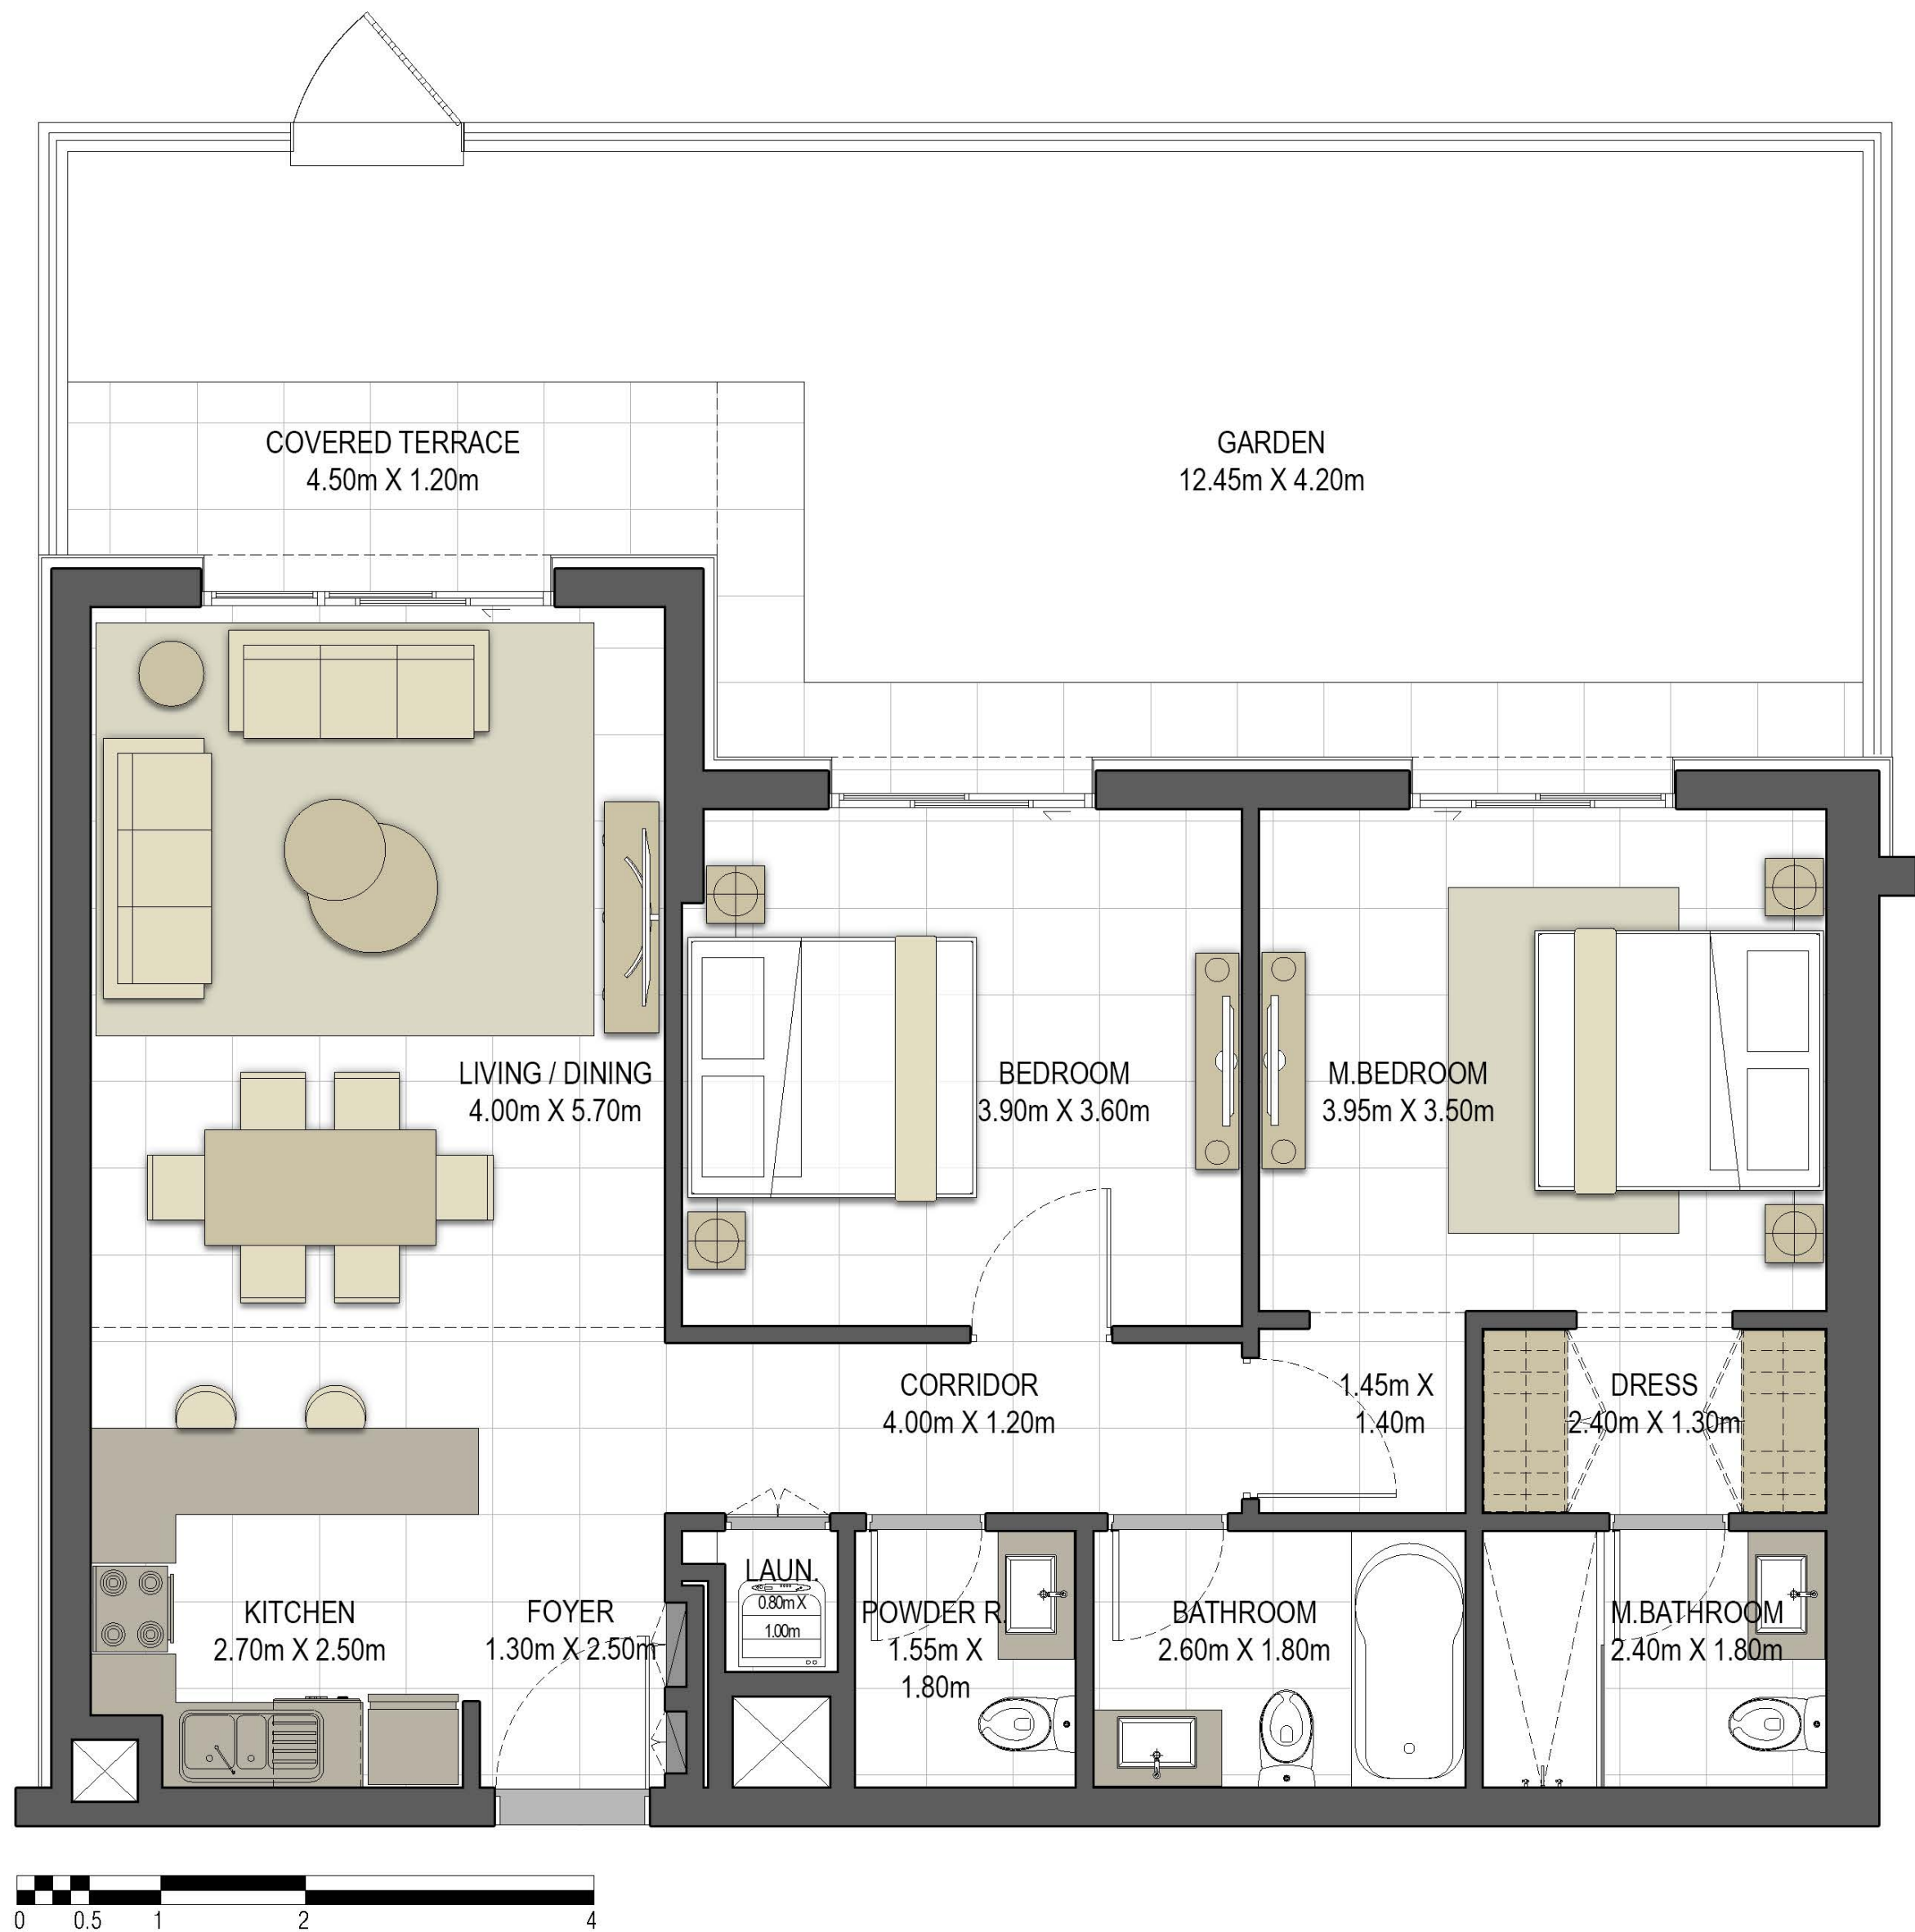 COVERED TERRACE
4.50m X 1.20m
GARDEN
12.45m X 4.20m
LIVING / DINING
4.00m X 5.70m
BEDROOM
3.90m X 3.60m
M.BEDROOM
3.95m X 3.50m
CORRIDOR
4.00m X 1.20m
1.45m X
1.40m
DRESS
2.40m X 1.30m
KITCHEN
2.70m X 2.50m
FOYER
1.30m X 2.50m
LAUN.
0.80m X
1.00m
POWDER R.
1.55m X
1.80m
BATHROOM
2.60m X 1.80m
M.BATHROOM
2.40m X 1.80m
0 0.5 1 2 4